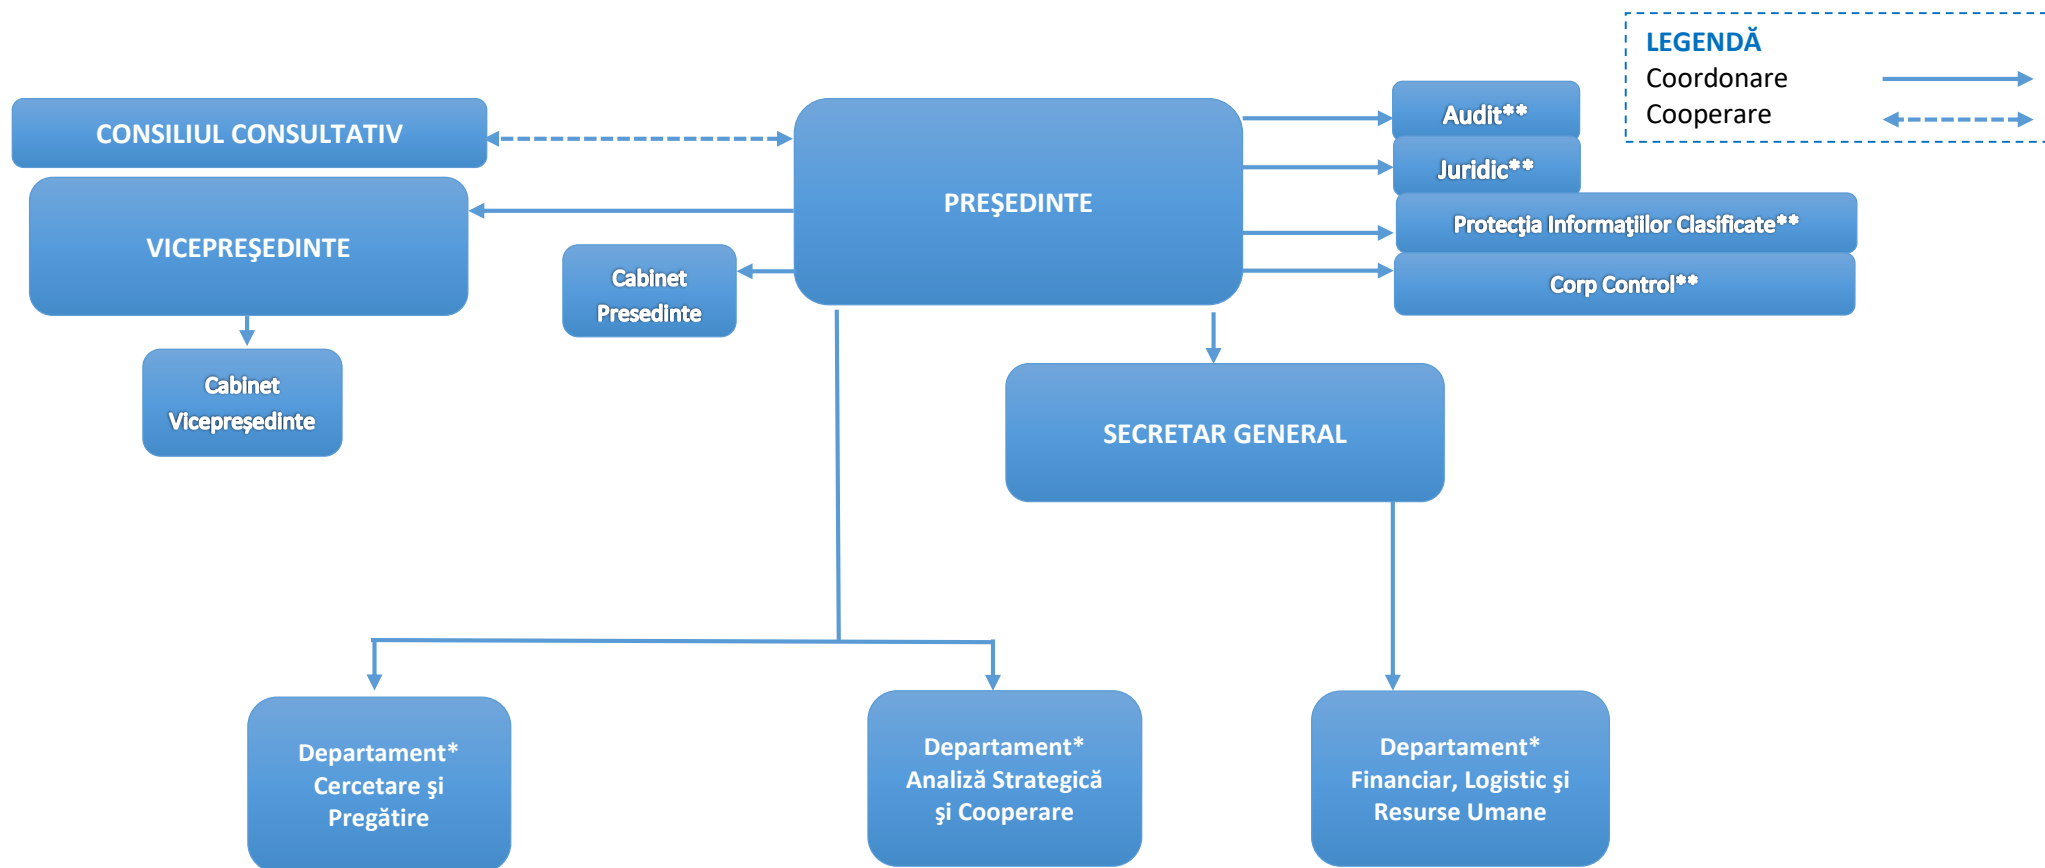 LEGENDĂ
Coordonare
Cooperare
CONSILIUL CONSULTATIV
PREŞEDINTE
Audit**
Juridic**
Protecţia Informaţiilor Clasificate**
Corp Control**
VICEPREŞEDINTE
Cabinet
Presedinte
Cabinet
Vicepreşedinte
SECRETAR GENERAL
Departament*
Cercetare şi
Pregătire
Departament*
Analiză Strategică
şi Cooperare
Departament*
Financiar, Logistic şi
Resurse Umane